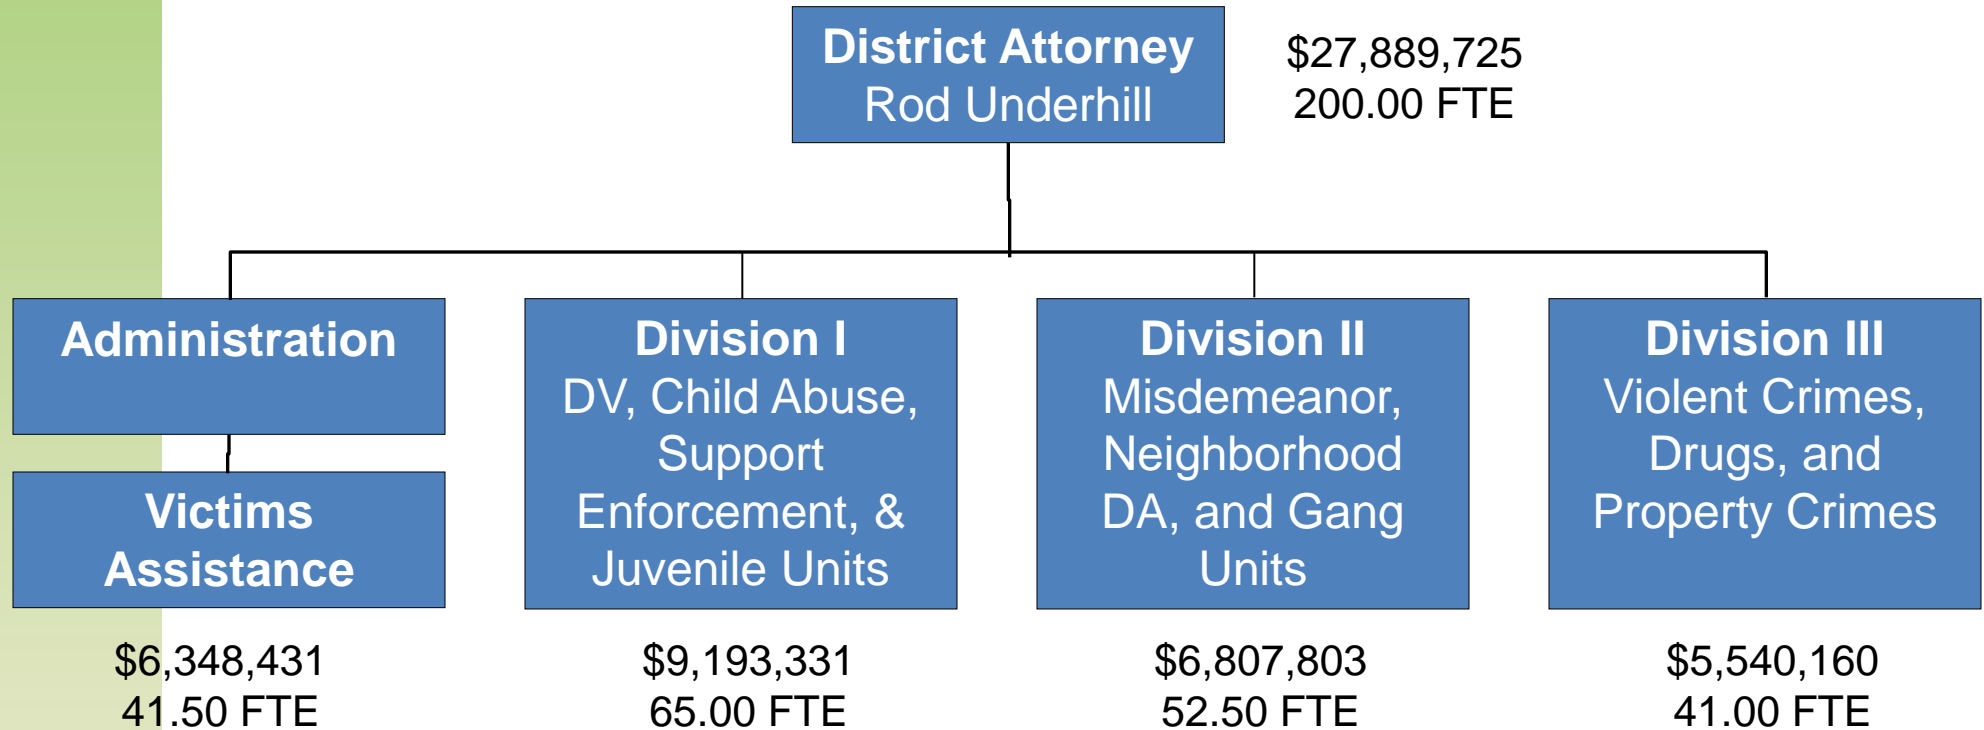 District Attorney
Rod Underhill
$27,889,725
200.00 FTE
Administration
Victims
Assistance
$6,348,431
41.50 FTE
Division I
DV, Child Abuse,
Support
Enforcement, &
Juvenile Units
$9,193,331
65.00 FTE
Division II
Misdemeanor,
Neighborhood
DA, and Gang
Units
$6,807,803
52.50 FTE
Division III
Violent Crimes,
Drugs, and
Property Crimes
$5,540,160
41.00 FTE